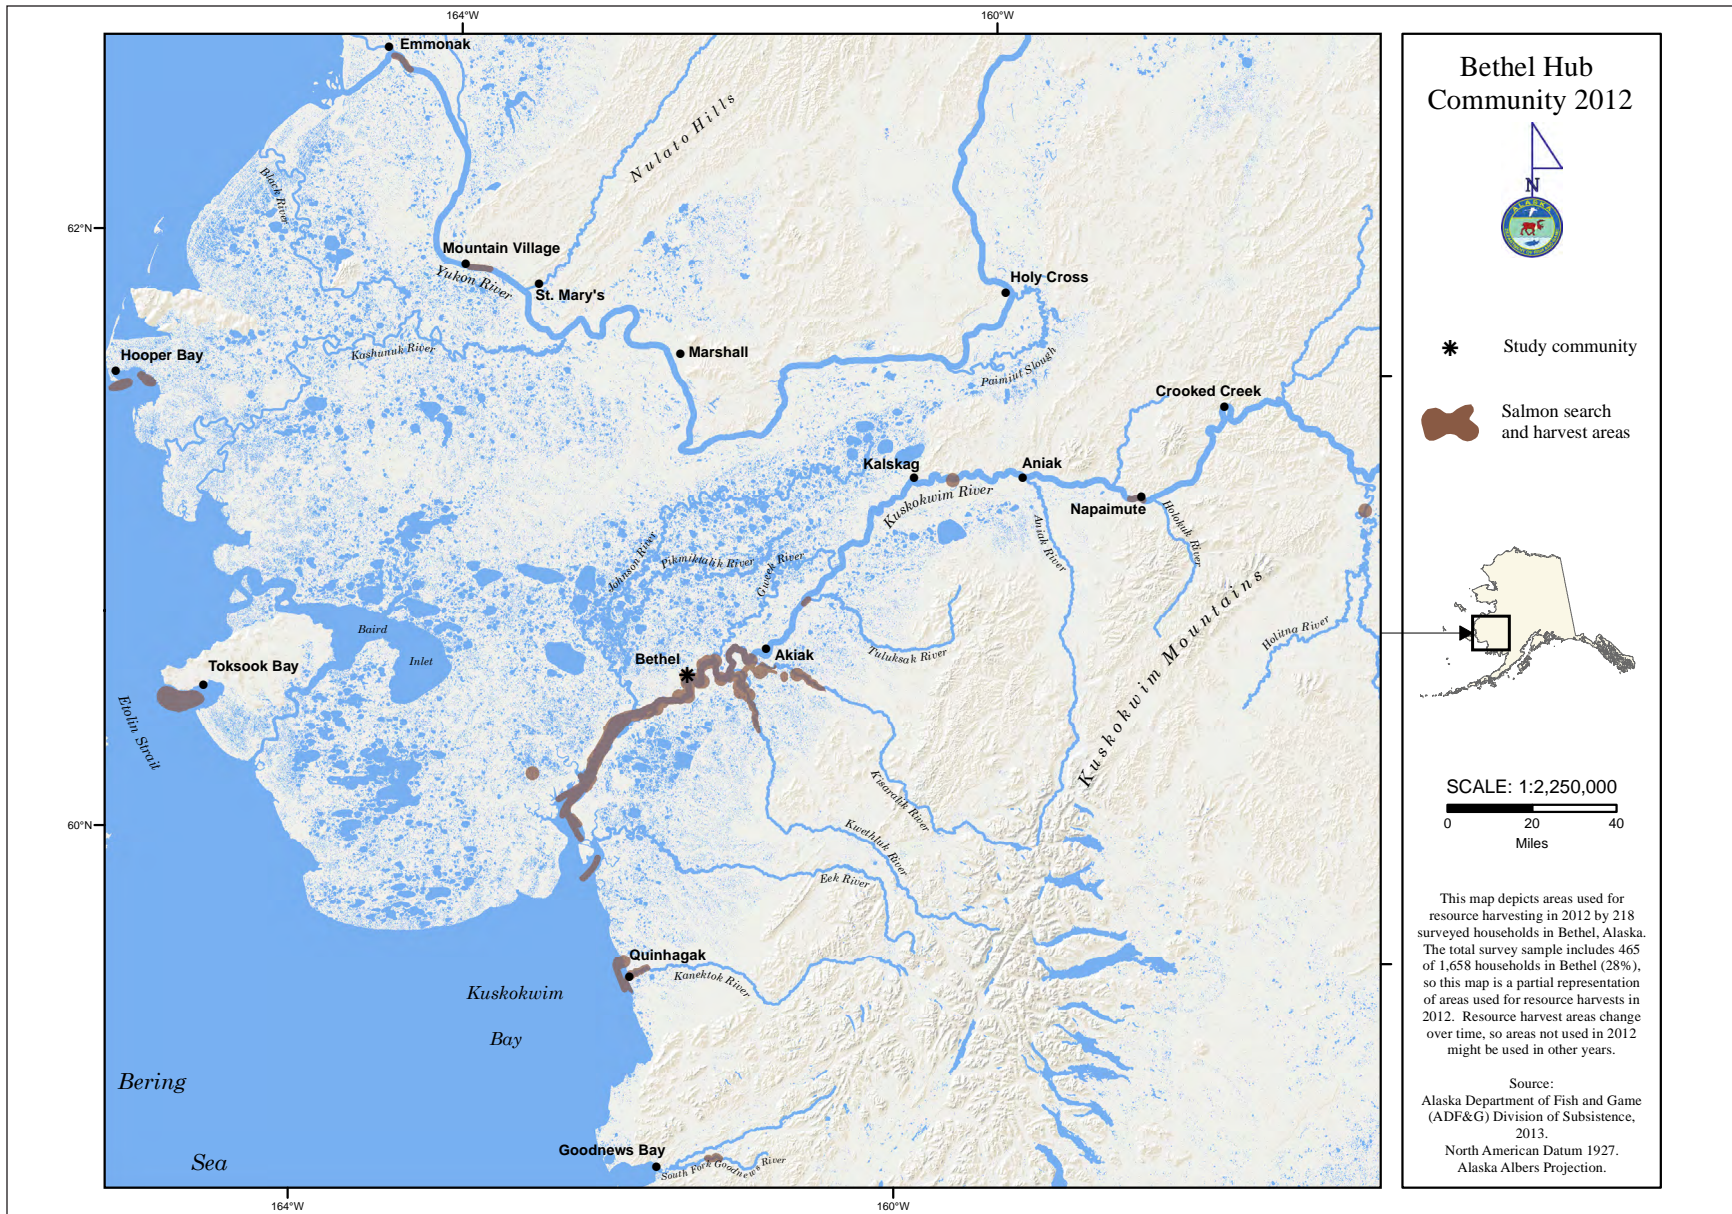 164°W
160°W
Emmonak
Nulato Hills
Black River
62°N
Mountain Village
Yukon River
St. Mary's
Holy Cross
Hooper Bay
Kashunuk River
Marshall
Paimiut Slough
Crooked Creek
Kalskag
Aniak
Kuskokwim River
Napaimute
Holokuk River
Aniak River
Johnson River
Pikmiktalik River
Gweek River
Kuskokwim Mountains
Holitna River
Baird
Inlet
Toksook Bay
Bethel
Akiak
Tuluksak River
Etolin Strait
Kisaralik River
60°N
Kwethluk River
Eek River
Quinhagak
Kanektok River
Kuskokwim
Bay
Bering
Sea
Goodnews Bay
South Fork Goodnews River
164°W
160°W
Bethel Hub
Community 2012
N
ALASKA
Study community
Salmon search
and harvest areas
SCALE: 1:2,250,000
0 20 40
Miles
This map depicts areas used for
resource harvesting in 2012 by 218
surveyed households in Bethel, Alaska.
The total survey sample includes 465
of 1,658 households in Bethel (28%),
so this map is a partial representation
of areas used for resource harvests in
2012. Resource harvest areas change
over time, so areas not used in 2012
might be used in other years.
Source:
Alaska Department of Fish and Game
(ADF&G) Division of Subsistence,
2013.
North American Datum 1927.
Alaska Albers Projection.